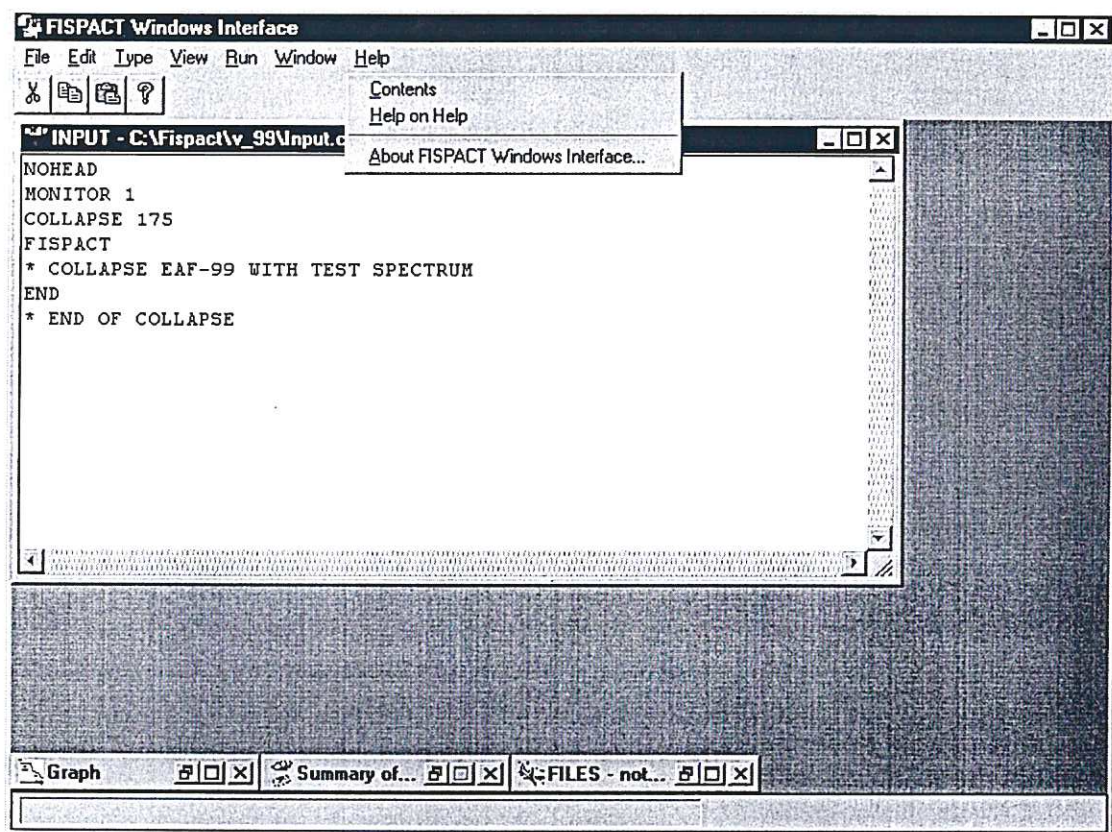 FISPACT Windows Interface
File Edit Type View Run Window Help
Contents
Help on Help
About FISPACT Windows Interface...
INPUT - C:\Fispact\v_99\Input.c
NOHEAD
MONITOR 1
COLLAPSE 175
FISPACT
* COLLAPSE EAF-99 WITH TEST SPECTRUM
END
* END OF COLLAPSE
Graph
Summary of...
FILES - not...